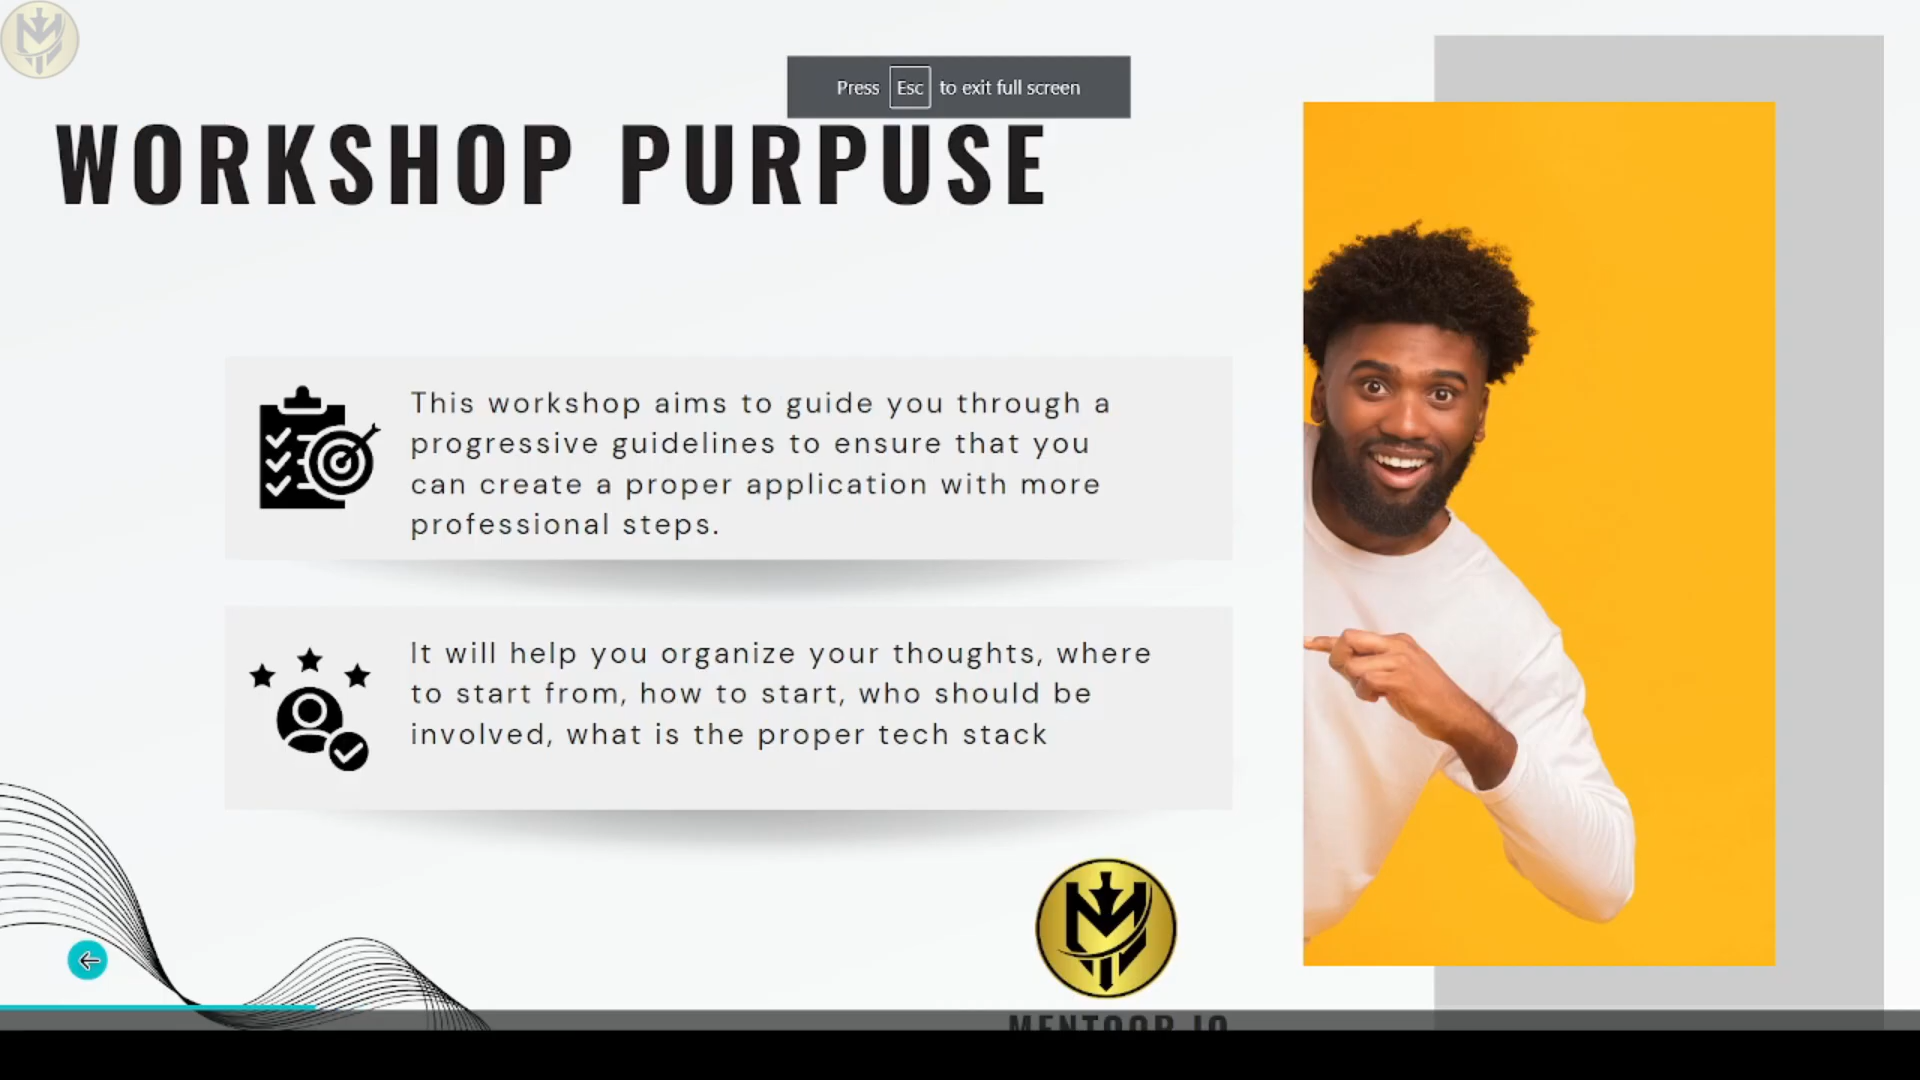 Press Esc to exit full screen
WORKSHOP PURPUSE
This workshop aims to guide you through a
progressive guidelines to ensure that you
can create a proper application with more
professional steps.
It will help you organize your thoughts, where
to start from, how to start, who should be
involved, what is the proper tech stack